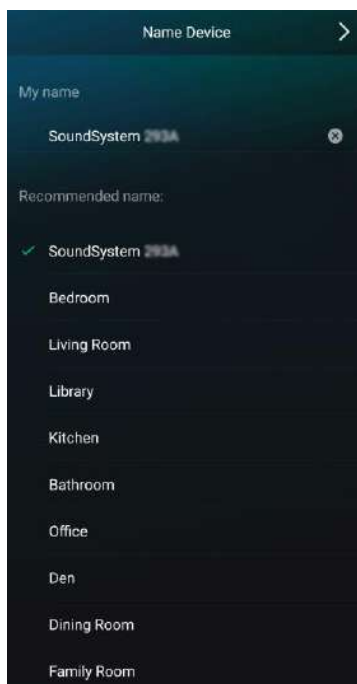 Name Device
My name
SoundSystem
Recommended name:
SoundSystem
Bedroom
Living Room
Library
Kitchen
Bathroom
Office
Den
Dining Room
Family Room